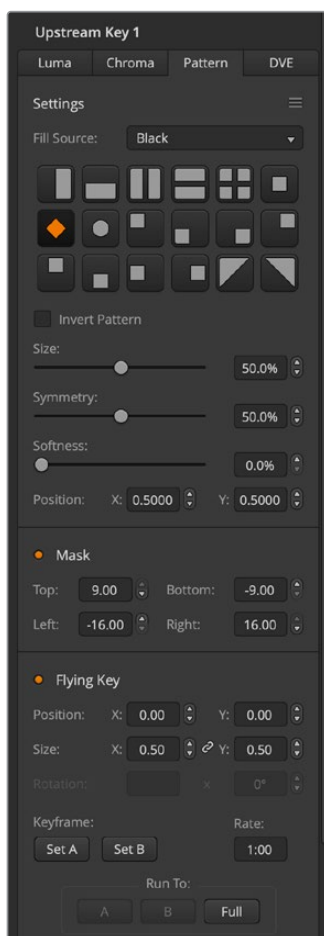 Upstream Key 1
Luma Chroma Pattern DVE
Settings
Fill Source: Black
Invert Pattern
Size:
50.0%
Symmetry:
50.0%
Softness:
0.0%
Position: X: 0.5000 Y: 0.5000
Mask
Top: 9.00 Bottom: -9.00
Left: -16.00 Right: 16.00
Flying Key
Position: X: 0.00 Y: 0.00
Size: X: 0.50 Y: 0.50
Rotation: x 0°
Keyframe: Rate:
Set A Set B 1:00
Run To:
A B Full